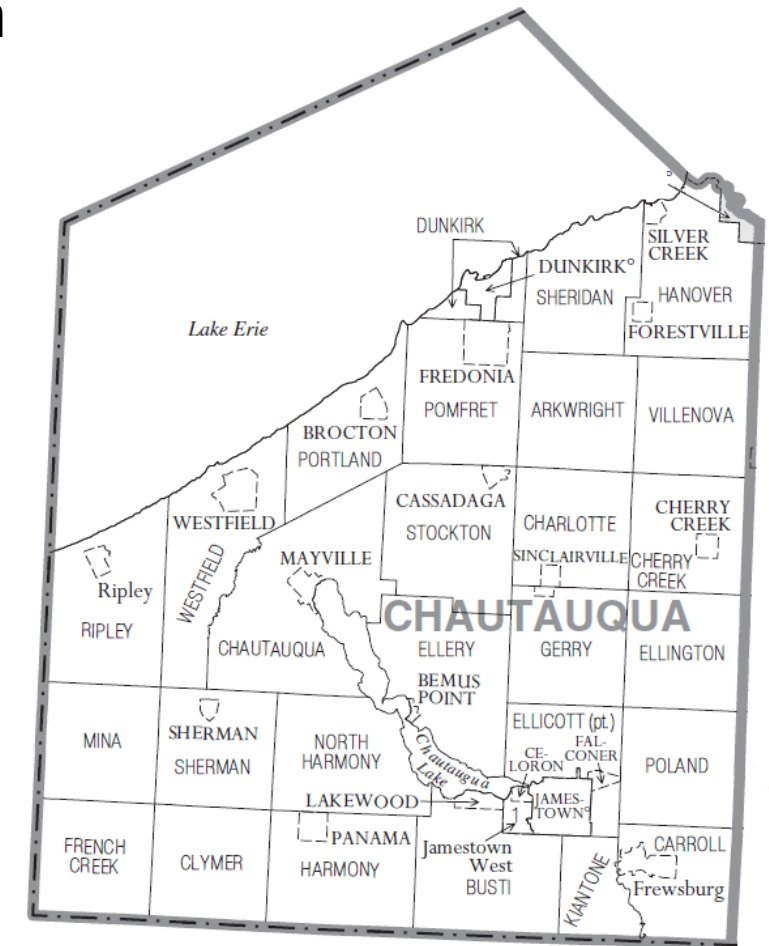 DUNKIRK
SILVER
CREEK
DUNKIRK°
SHERIDAN
HANOVER
Lake Erie
FORESTVILLE
FREDONIA
POMFRET
ARKWRIGHT
VILLENOVA
BROCTON
PORTLAND
CASSADAGA
STOCKTON
CHERRY
CREEK
WESTFIELD
CHARLOTTE
MAYVILLE
SINCLAIRVILLE
CHERRY
CREEK
WESTFIELD
Ripley
RIPLEY
CHAUTAUQUA
CHAUTAUQUA
ELLERY
GERRY
ELLINGTON
BEMUS
POINT
ELLICOTT (pt.)
SHERMAN
SHERMAN
MINA
NORTH
HARMONY
Chautauqua
Lake
CE-
LORON
FAL-
CONER
POLAND
LAKEWOOD
1
JAMES-
TOWN°
PANAMA
HARMONY
Jamestown
West
BUSTI
FRENCH
CREEK
CLYMER
KIANTONE
CARROLL
Frewsburg